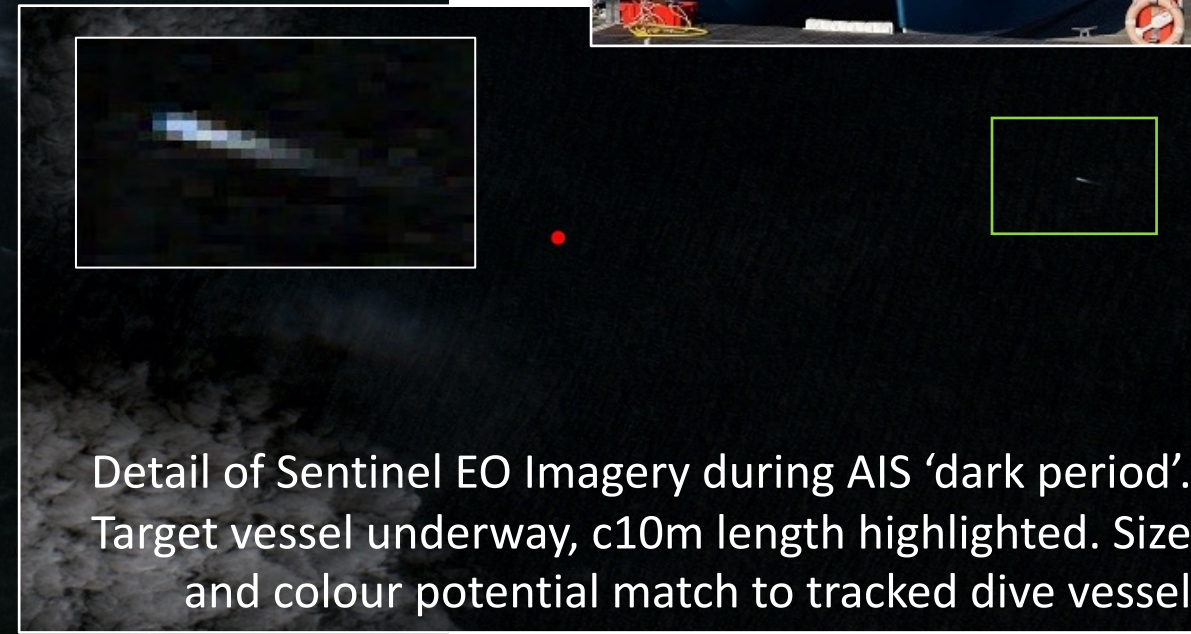 Detail of Sentinel EO Imagery during AIS ‘dark period’.
Target vessel underway, c10m length highlighted. Size
and colour potential match to tracked dive vessel